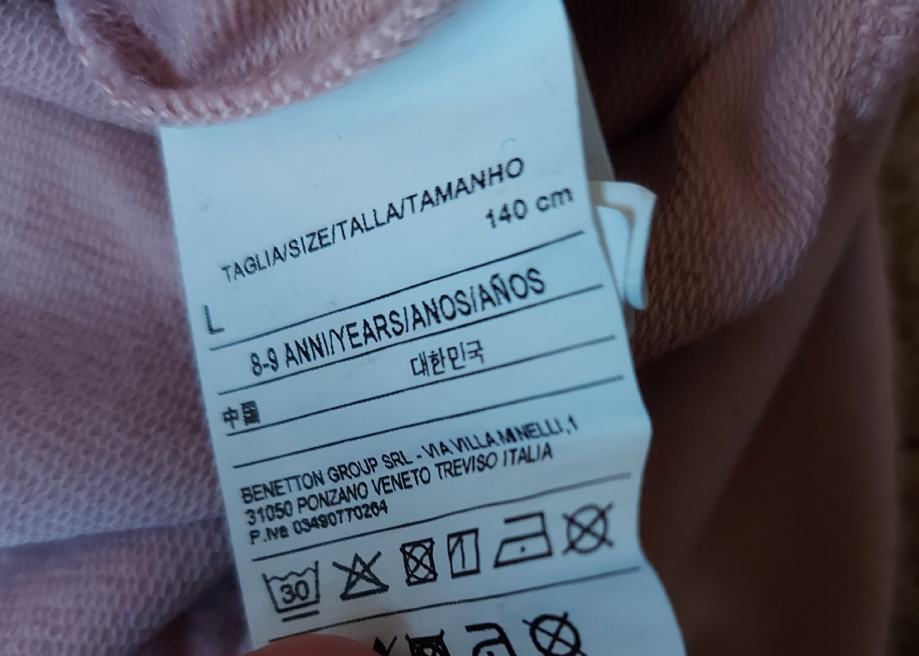 TAGLIA/SIZE/TALLA/TAMANHO
L 140 cm
8-9 ANNI/YEARS/ANOS/AÑOS
中国 대한민국
BENETTON GROUP SRL - VIA VILLA MINELLI,1
31050 PONZANO VENETO TREVISO ITALIA
P.Iva 03490770264
30